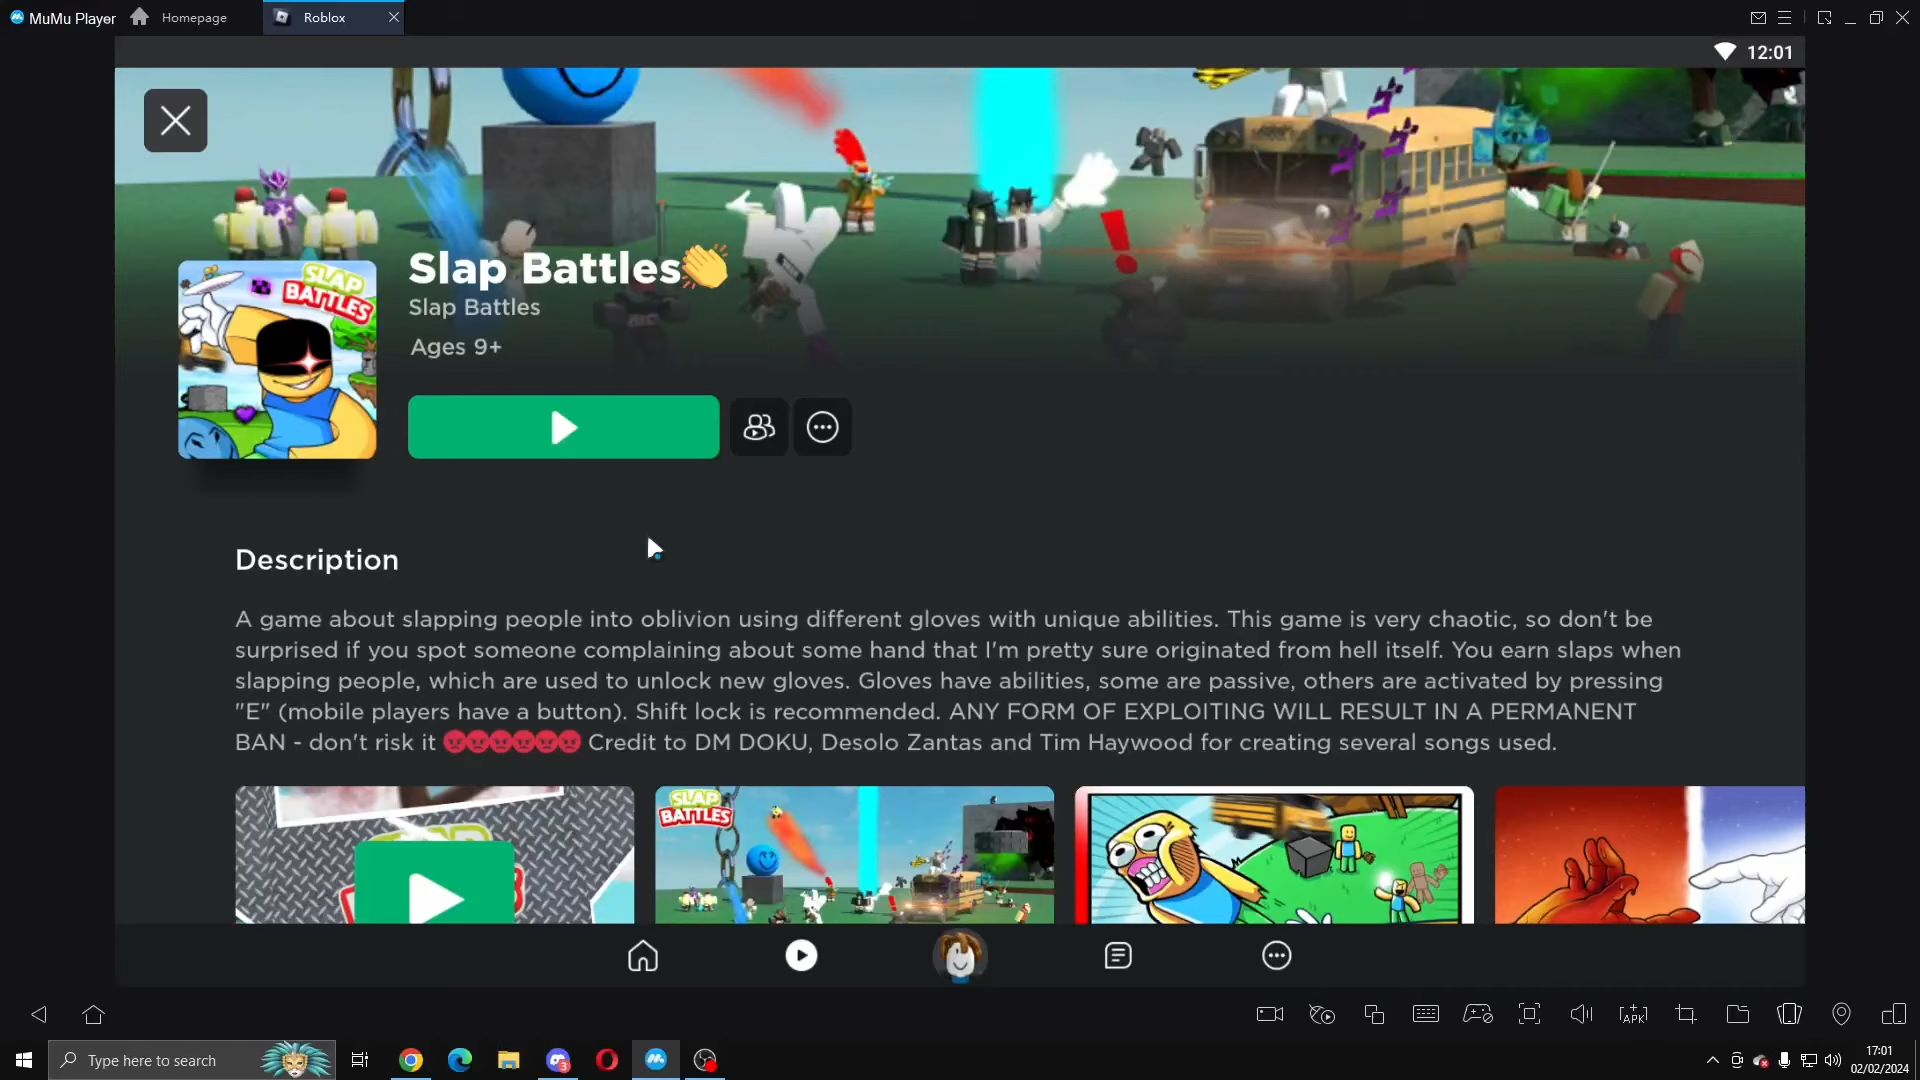 MuMu Player
Homepage
Roblox
12:01
SLAP BATTLES
Slap Battles👏
Slap Battles
Ages 9+
Description
A game about slapping people into oblivion using different gloves with unique abilities. This game is very chaotic, so don't be
surprised if you spot someone complaining about some hand that I'm pretty sure originated from hell itself. You earn slaps when
slapping people, which are used to unlock new gloves. Gloves have abilities, some are passive, others are activated by pressing
"E" (mobile players have a button). Shift lock is recommended. ANY FORM OF EXPLOITING WILL RESULT IN A PERMANENT
BAN - don't risk it 😡😡😡😡😡😡 Credit to DM DOKU, Desolo Zantas and Tim Haywood for creating several songs used.
SLAP
BATTLES
APK
Type here to search
3
17:01
02/02/2024